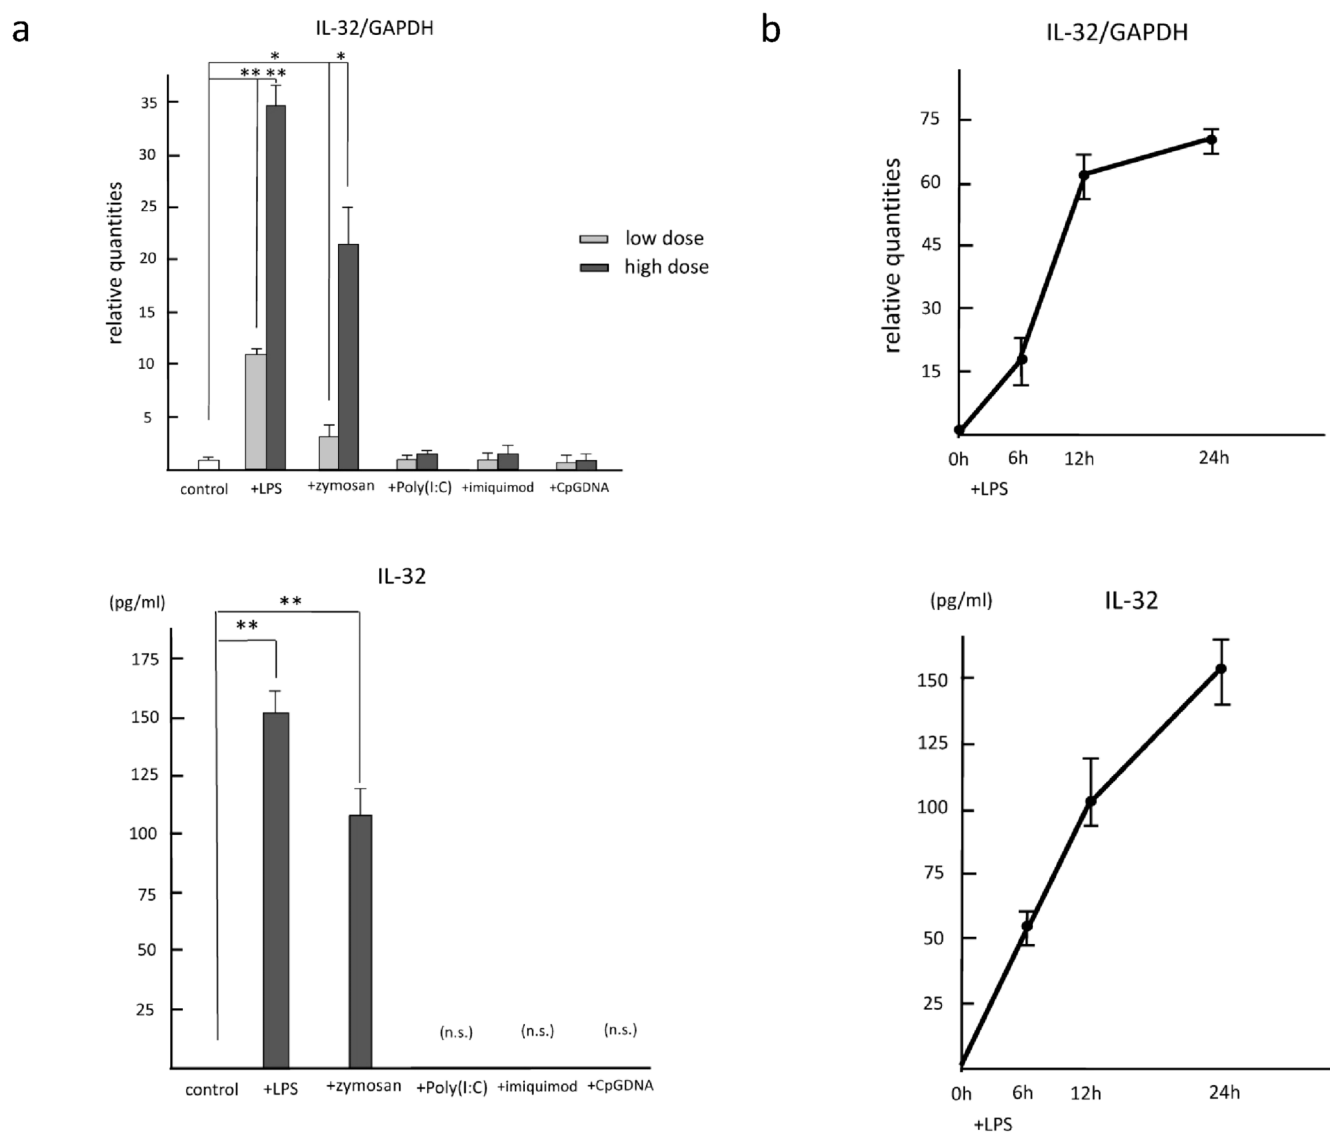 a
IL-32/GAPDH
* *
** **
relative quantities
35
30
25
20
15
10
5
low dose
high dose
control +LPS +zymosan +Poly(I:C) +imiquimod +CpGDNA
b
IL-32/GAPDH
relative quantities
75
60
45
30
15
0h 6h 12h 24h
+LPS
IL-32
(pg/ml)
**
**
175
150
125
100
75
50
25
(n.s.) (n.s.) (n.s.)
control +LPS +zymosan +Poly(I:C) +imiquimod +CpGDNA
(pg/ml) IL-32
150
125
100
75
50
25
0h 6h 12h 24h
+LPS